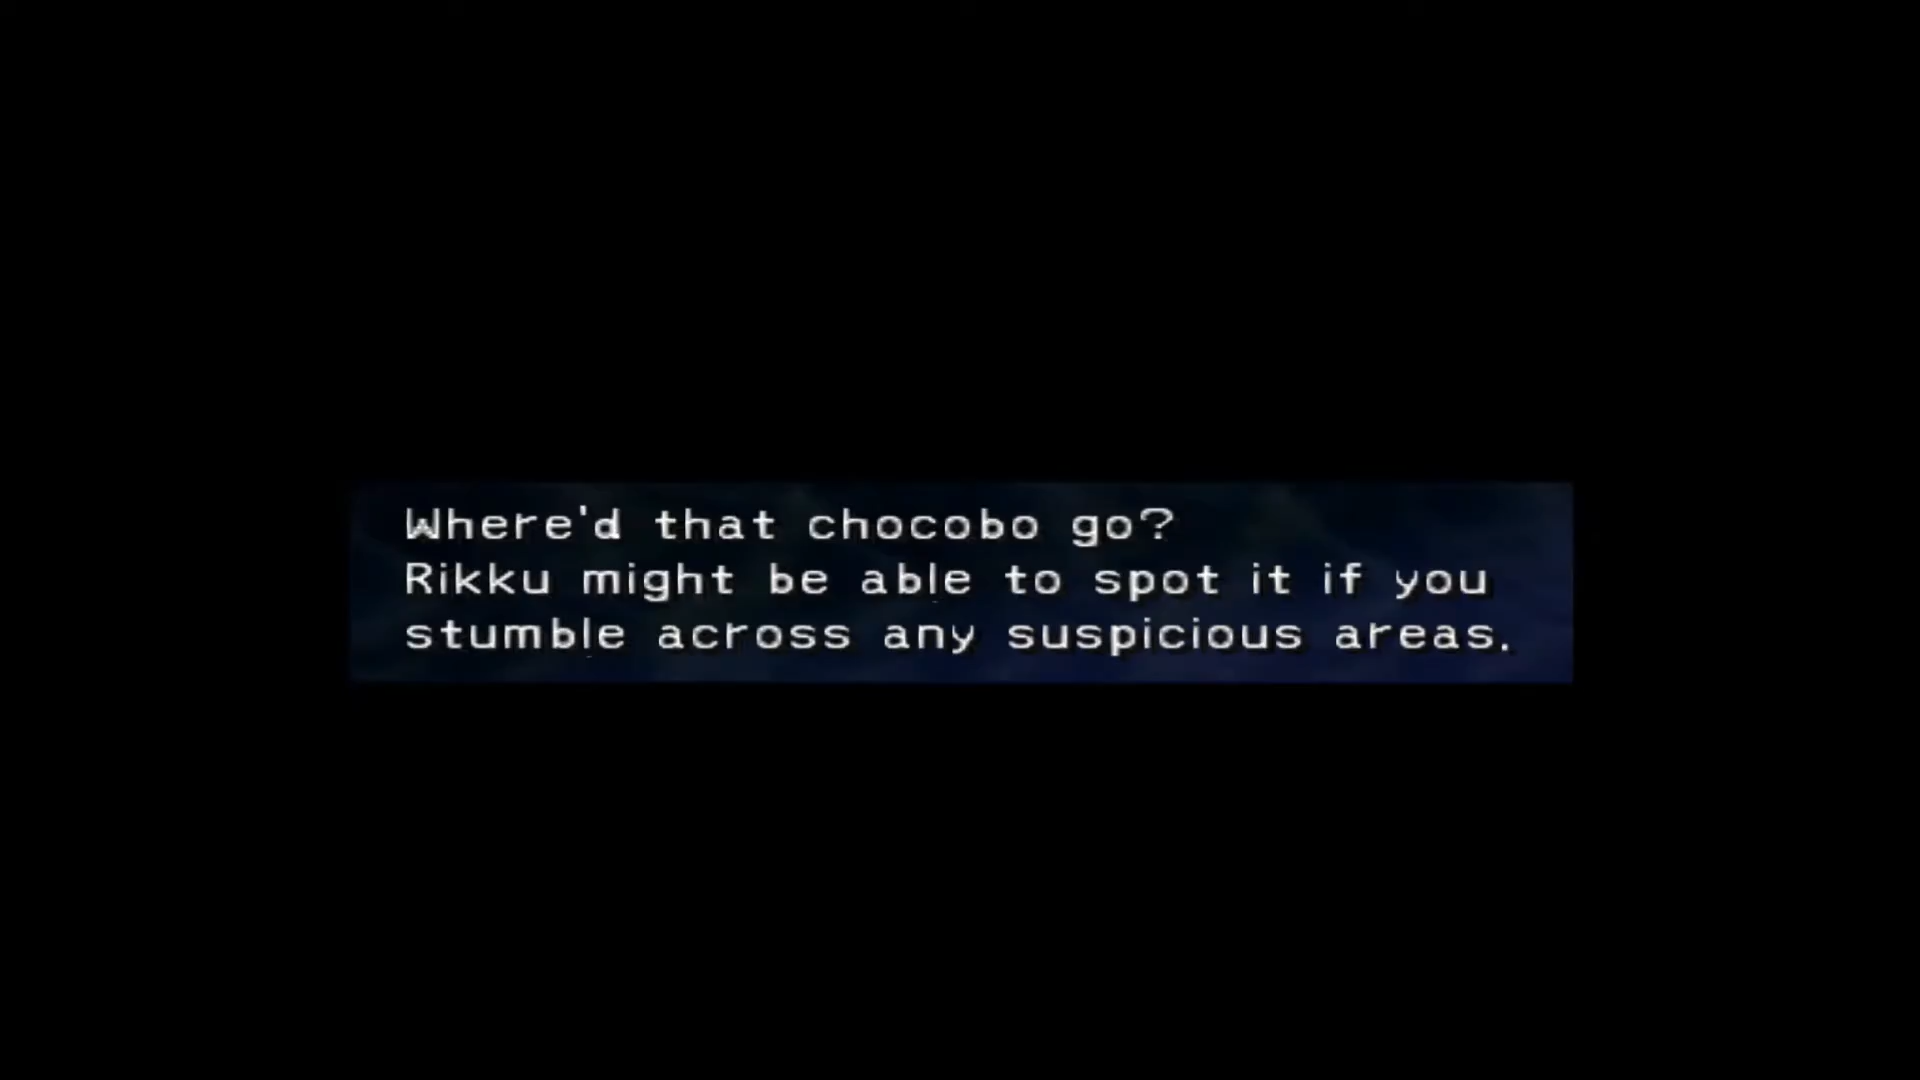 Where'd that chocobo go?
Rikku might be able to spot it if you
stumble across any suspicious areas.